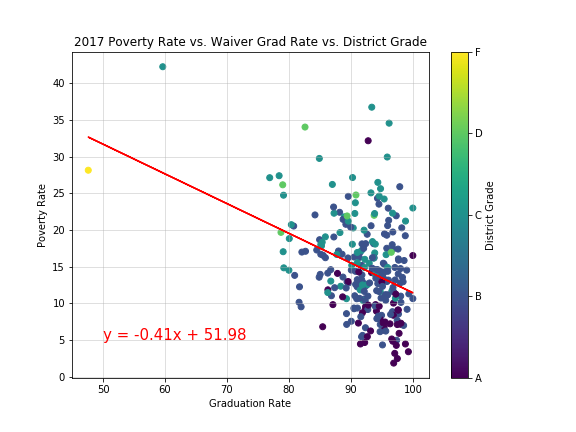 2017 Poverty Rate vs. Waiver Grad Rate vs. District Grade
40
35
30
25
20
15
10
5
0
Poverty Rate
y = -0.41x + 51.98
50
60
70
80
90
100
Graduation Rate
F
D
C
B
A
District Grade